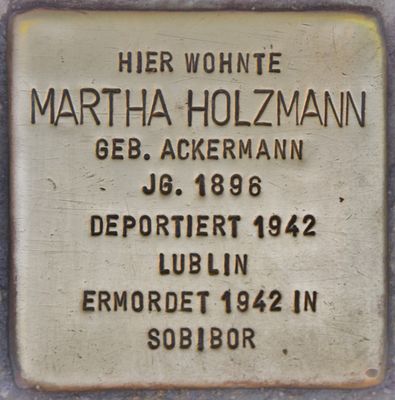 HIER WOHNTE
MARTHA HOLZMANN
GEB. ACKERMANN
JG. 1896
DEPORTIERT 1942
LUBLIN
ERMORDET 1942 IN
SOBIBOR